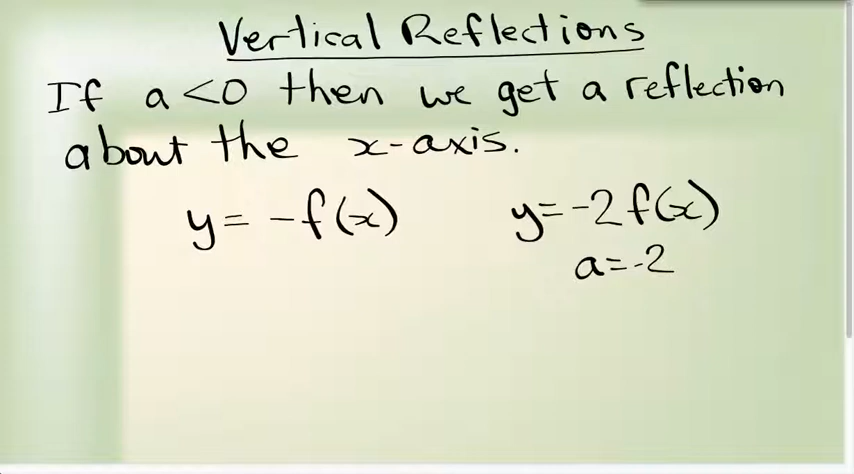 Vertical Reflections
If a<0 then we get a reflection
about the x-axis.
y= -f(x) y=-2f(x)
a=-2